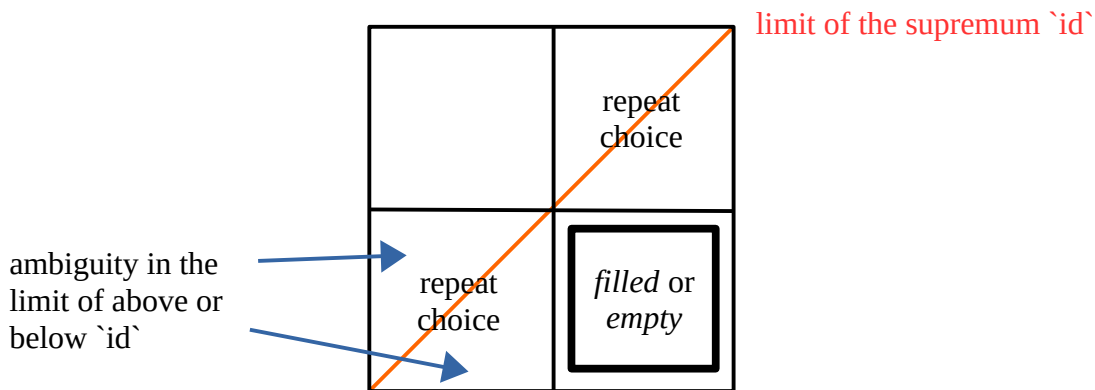 limit of the supremum `id`
repeat
choice
ambiguity in the
limit of above or
below `id`
repeat
choice
filled or
empty